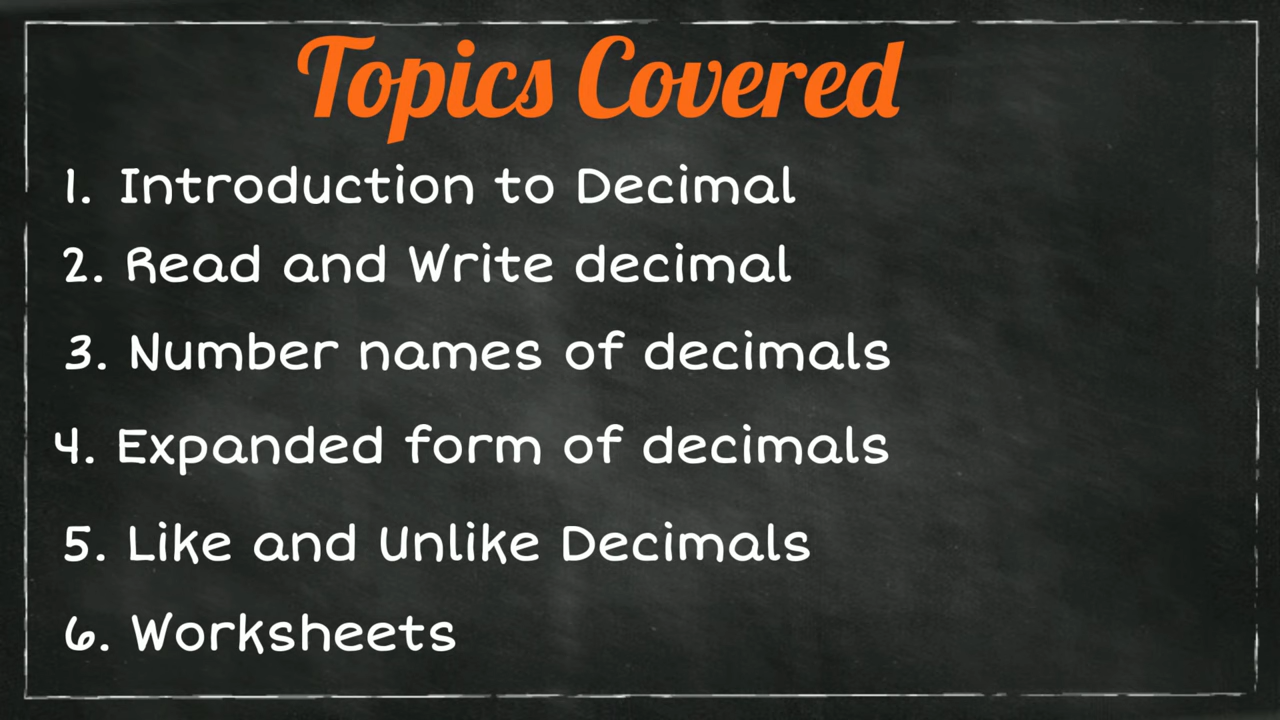 Topics Covered
1. Introduction to Decimal
2. Read and Write decimal
3. Number names of decimals
4. Expanded form of decimals
5. Like and Unlike Decimals
6. Worksheets